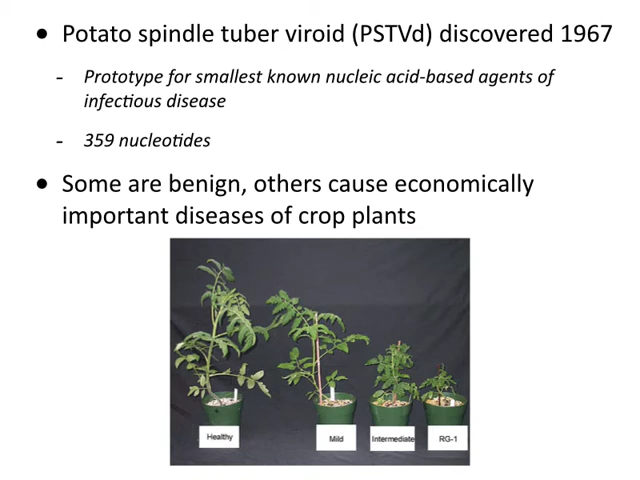 • Potato spindle tuber viroid (PSTVd) discovered 1967
- Prototype for smallest known nucleic acid-based agents of
infectious disease
- 359 nucleotides
• Some are benign, others cause economically
important diseases of crop plants
Healthy Mild Intermediate RG-1